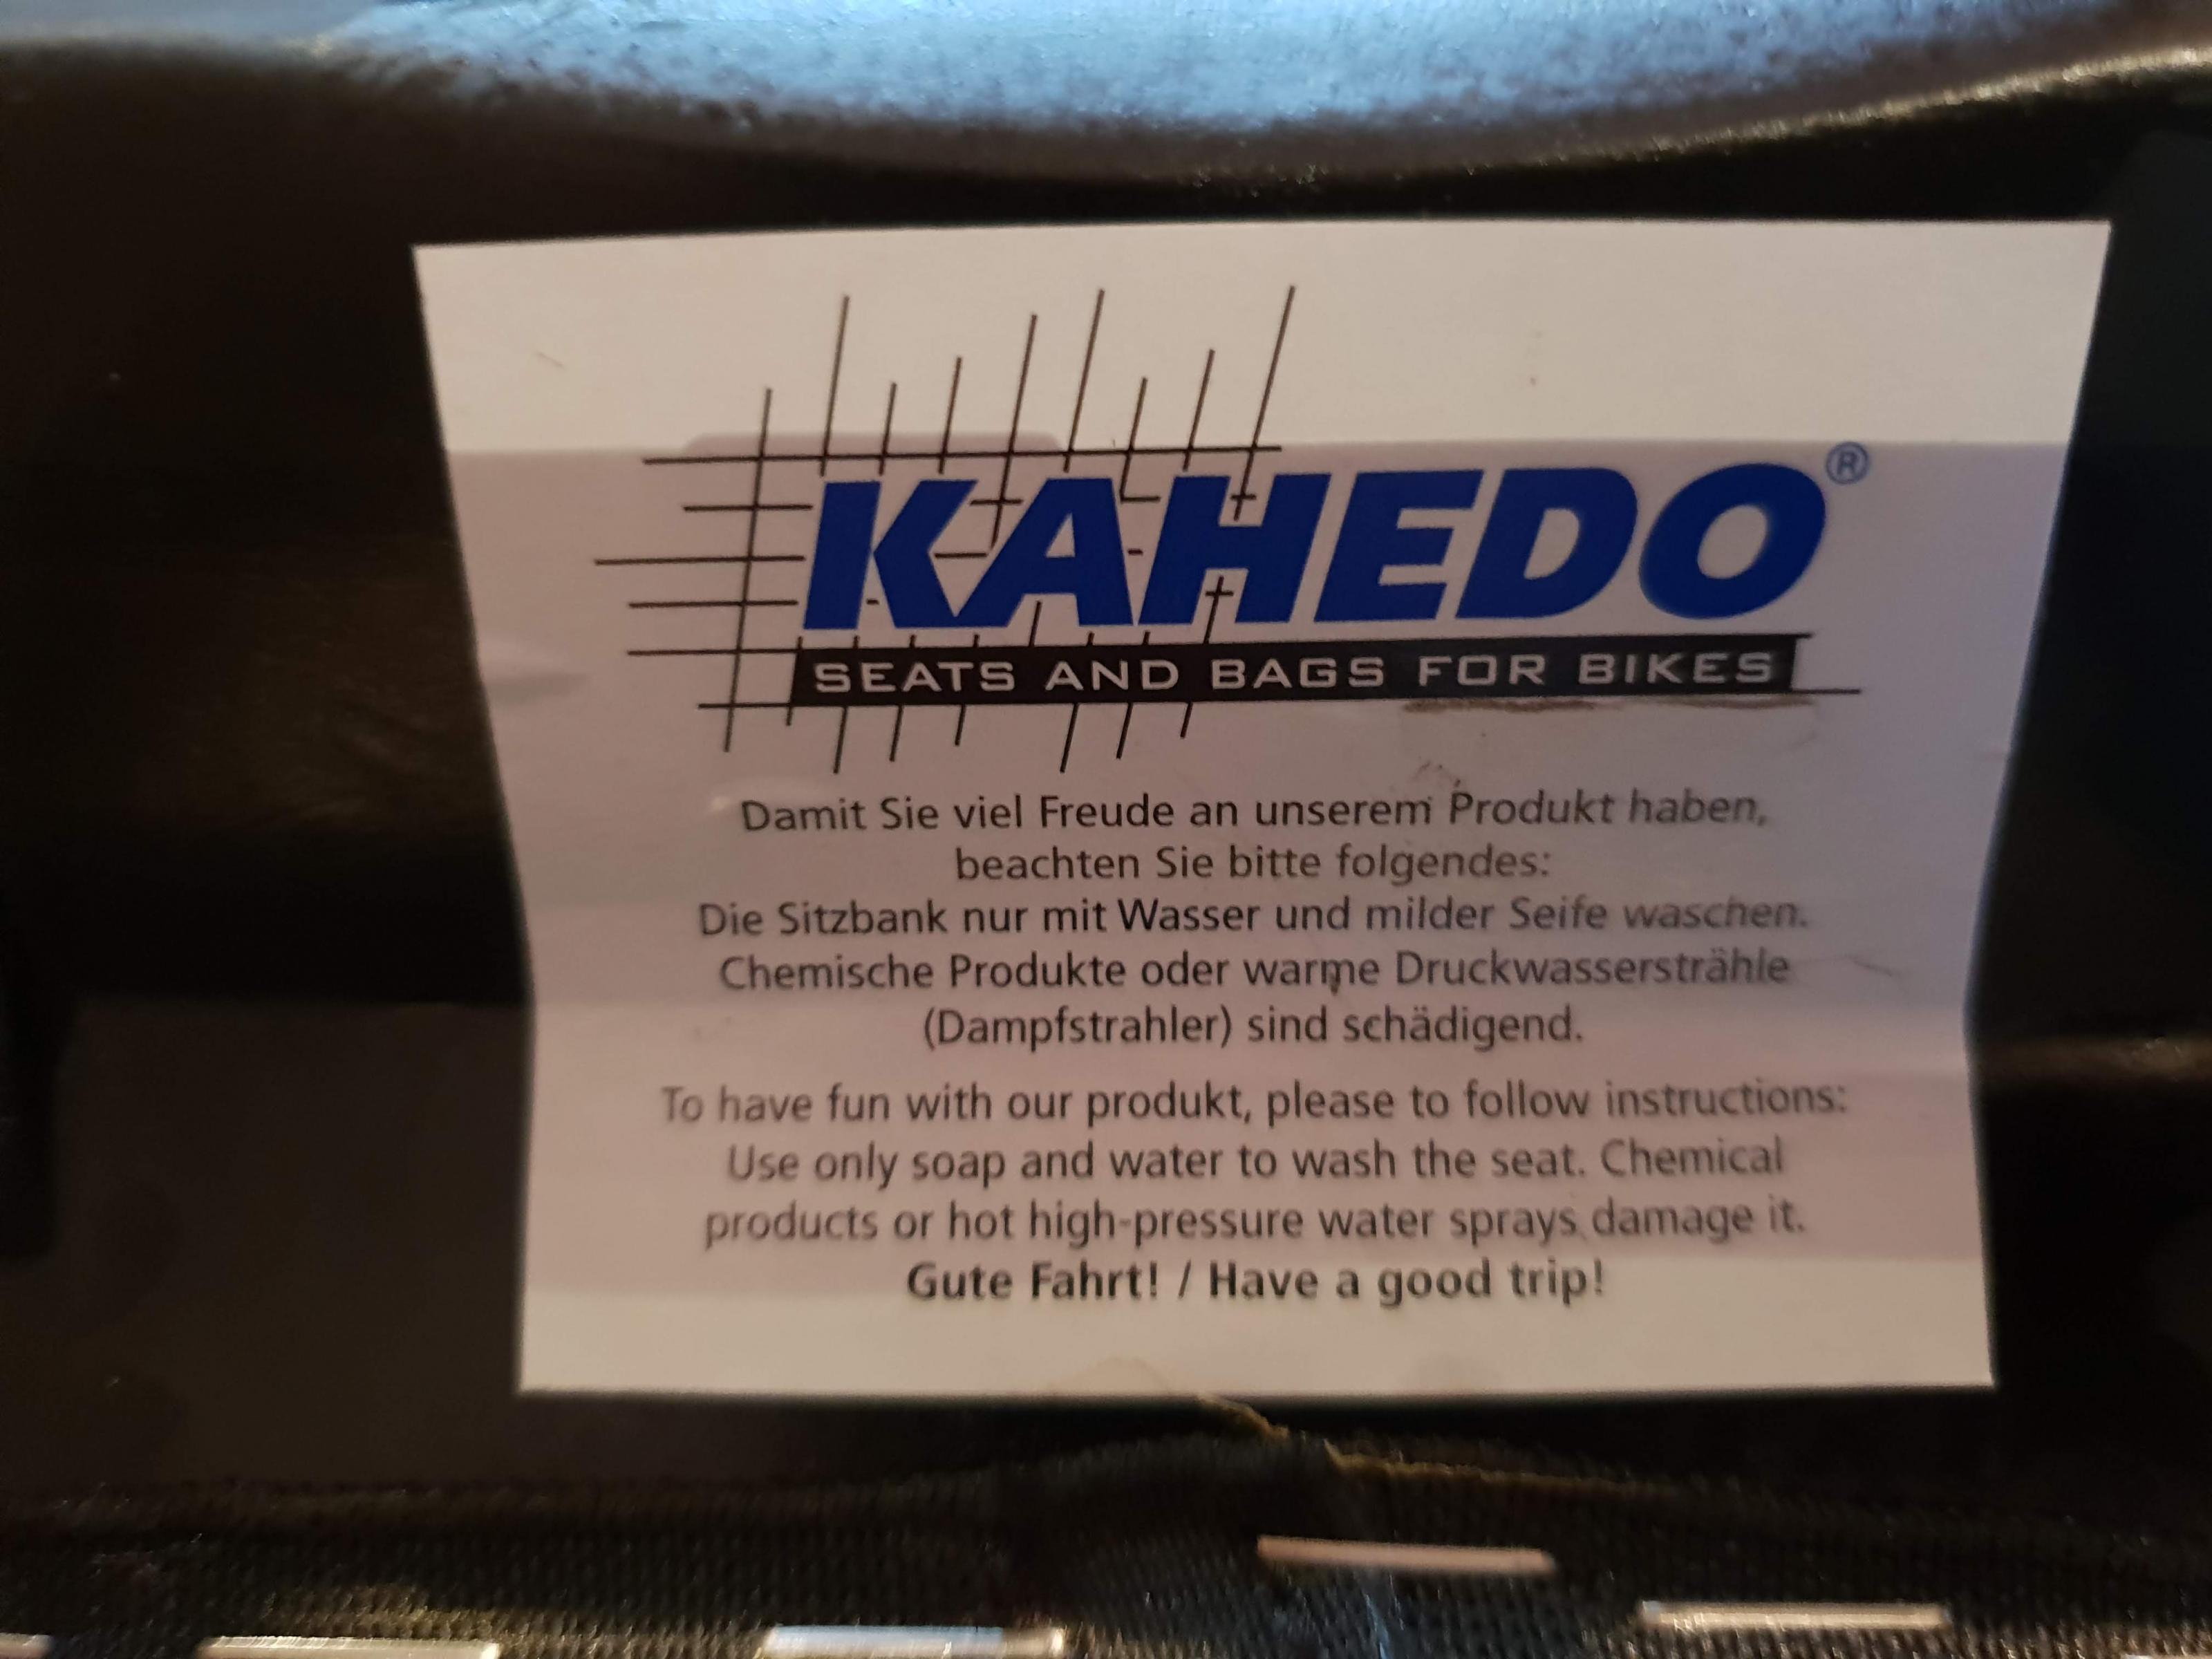 KAHEDO®
SEATS AND BAGS FOR BIKES
Damit Sie viel Freude an unserem Produkt haben,
beachten Sie bitte folgendes:
Die Sitzbank nur mit Wasser und milder Seife waschen.
Chemische Produkte oder warme Druckwassersträhle
(Dampfstrahler) sind schädigend.
To have fun with our produkt, please to follow instructions:
Use only soap and water to wash the seat. Chemical
products or hot high-pressure water sprays damage it.
Gute Fahrt! / Have a good trip!